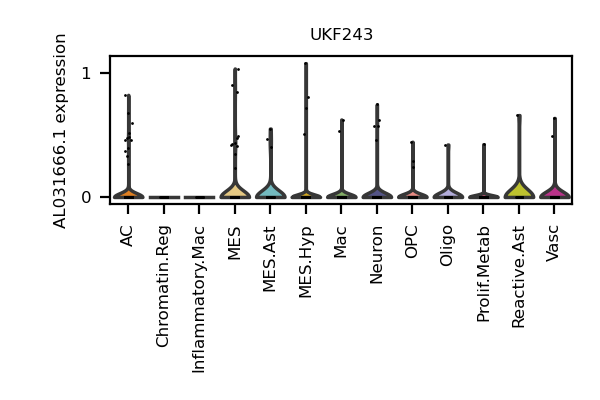 UKF243
AL031666.1 expression
1
0
AC
Chromatin.Reg
Inflammatory.Mac
MES
MES.Ast
MES.Hyp
Mac
Neuron
OPC
Oligo
Prolif.Metab
Reactive.Ast
Vasc